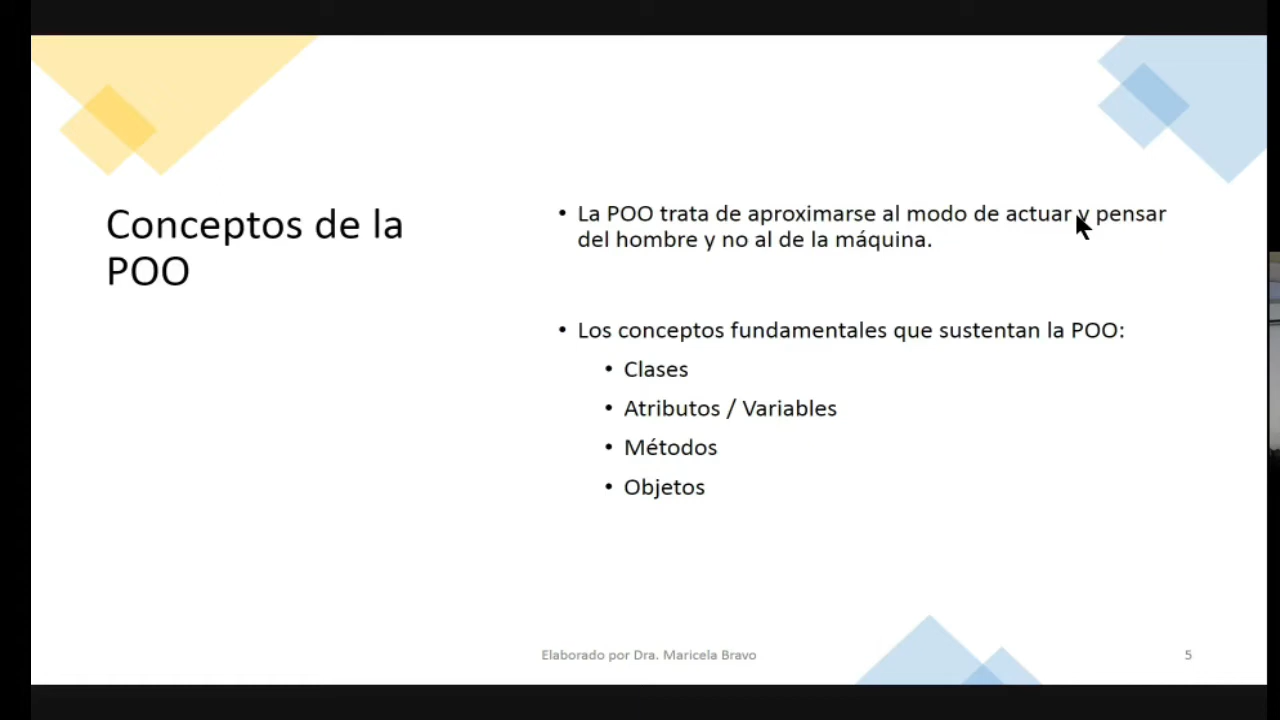 Conceptos de la
POO
• La POO trata de aproximarse al modo de actuar y pensar
del hombre y no al de la máquina.
• Los conceptos fundamentales que sustentan la POO:
• Clases
• Atributos / Variables
• Métodos
• Objetos
Elaborado por Dra. Maricela Bravo
5